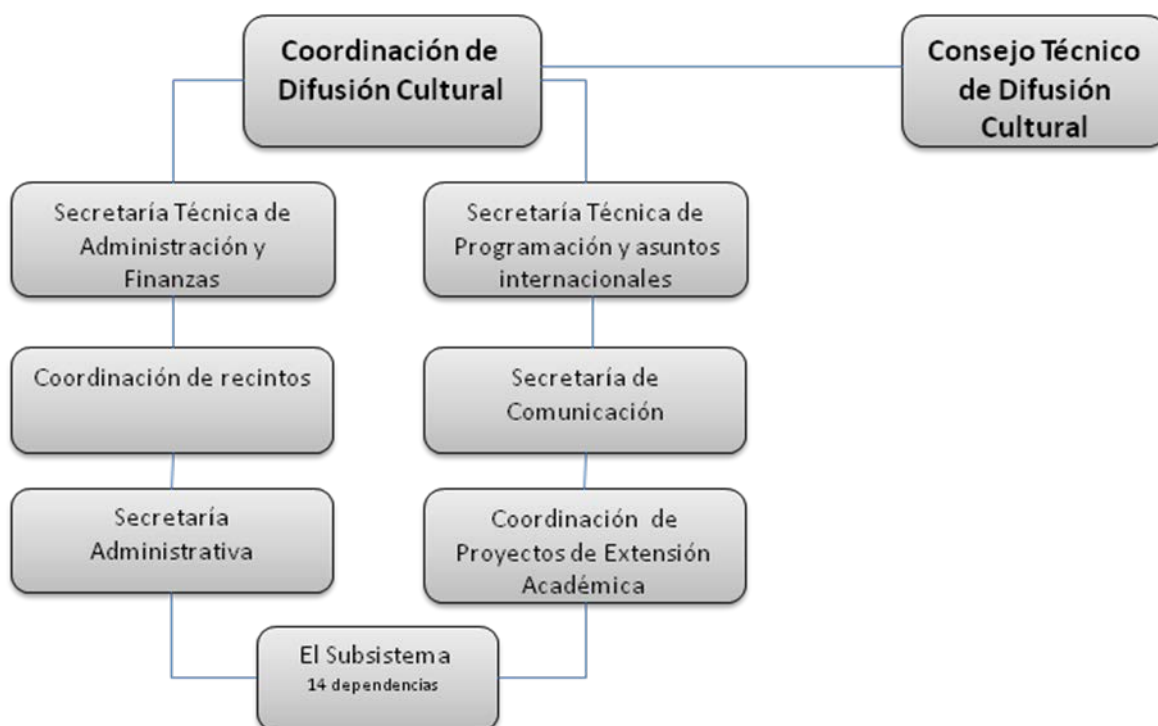 Coordinación de
Difusión Cultural
Consejo Técnico
de Difusión
Cultural
Secretaría Técnica de
Administración y
Finanzas
Secretaría Técnica de
Programación y asuntos
internacionales
Coordinación de recintos
Secretaría de
Comunicación
Secretaría
Administrativa
Coordinación de
Proyectos de Extensión
Académica
El Subsistema
14 dependencias